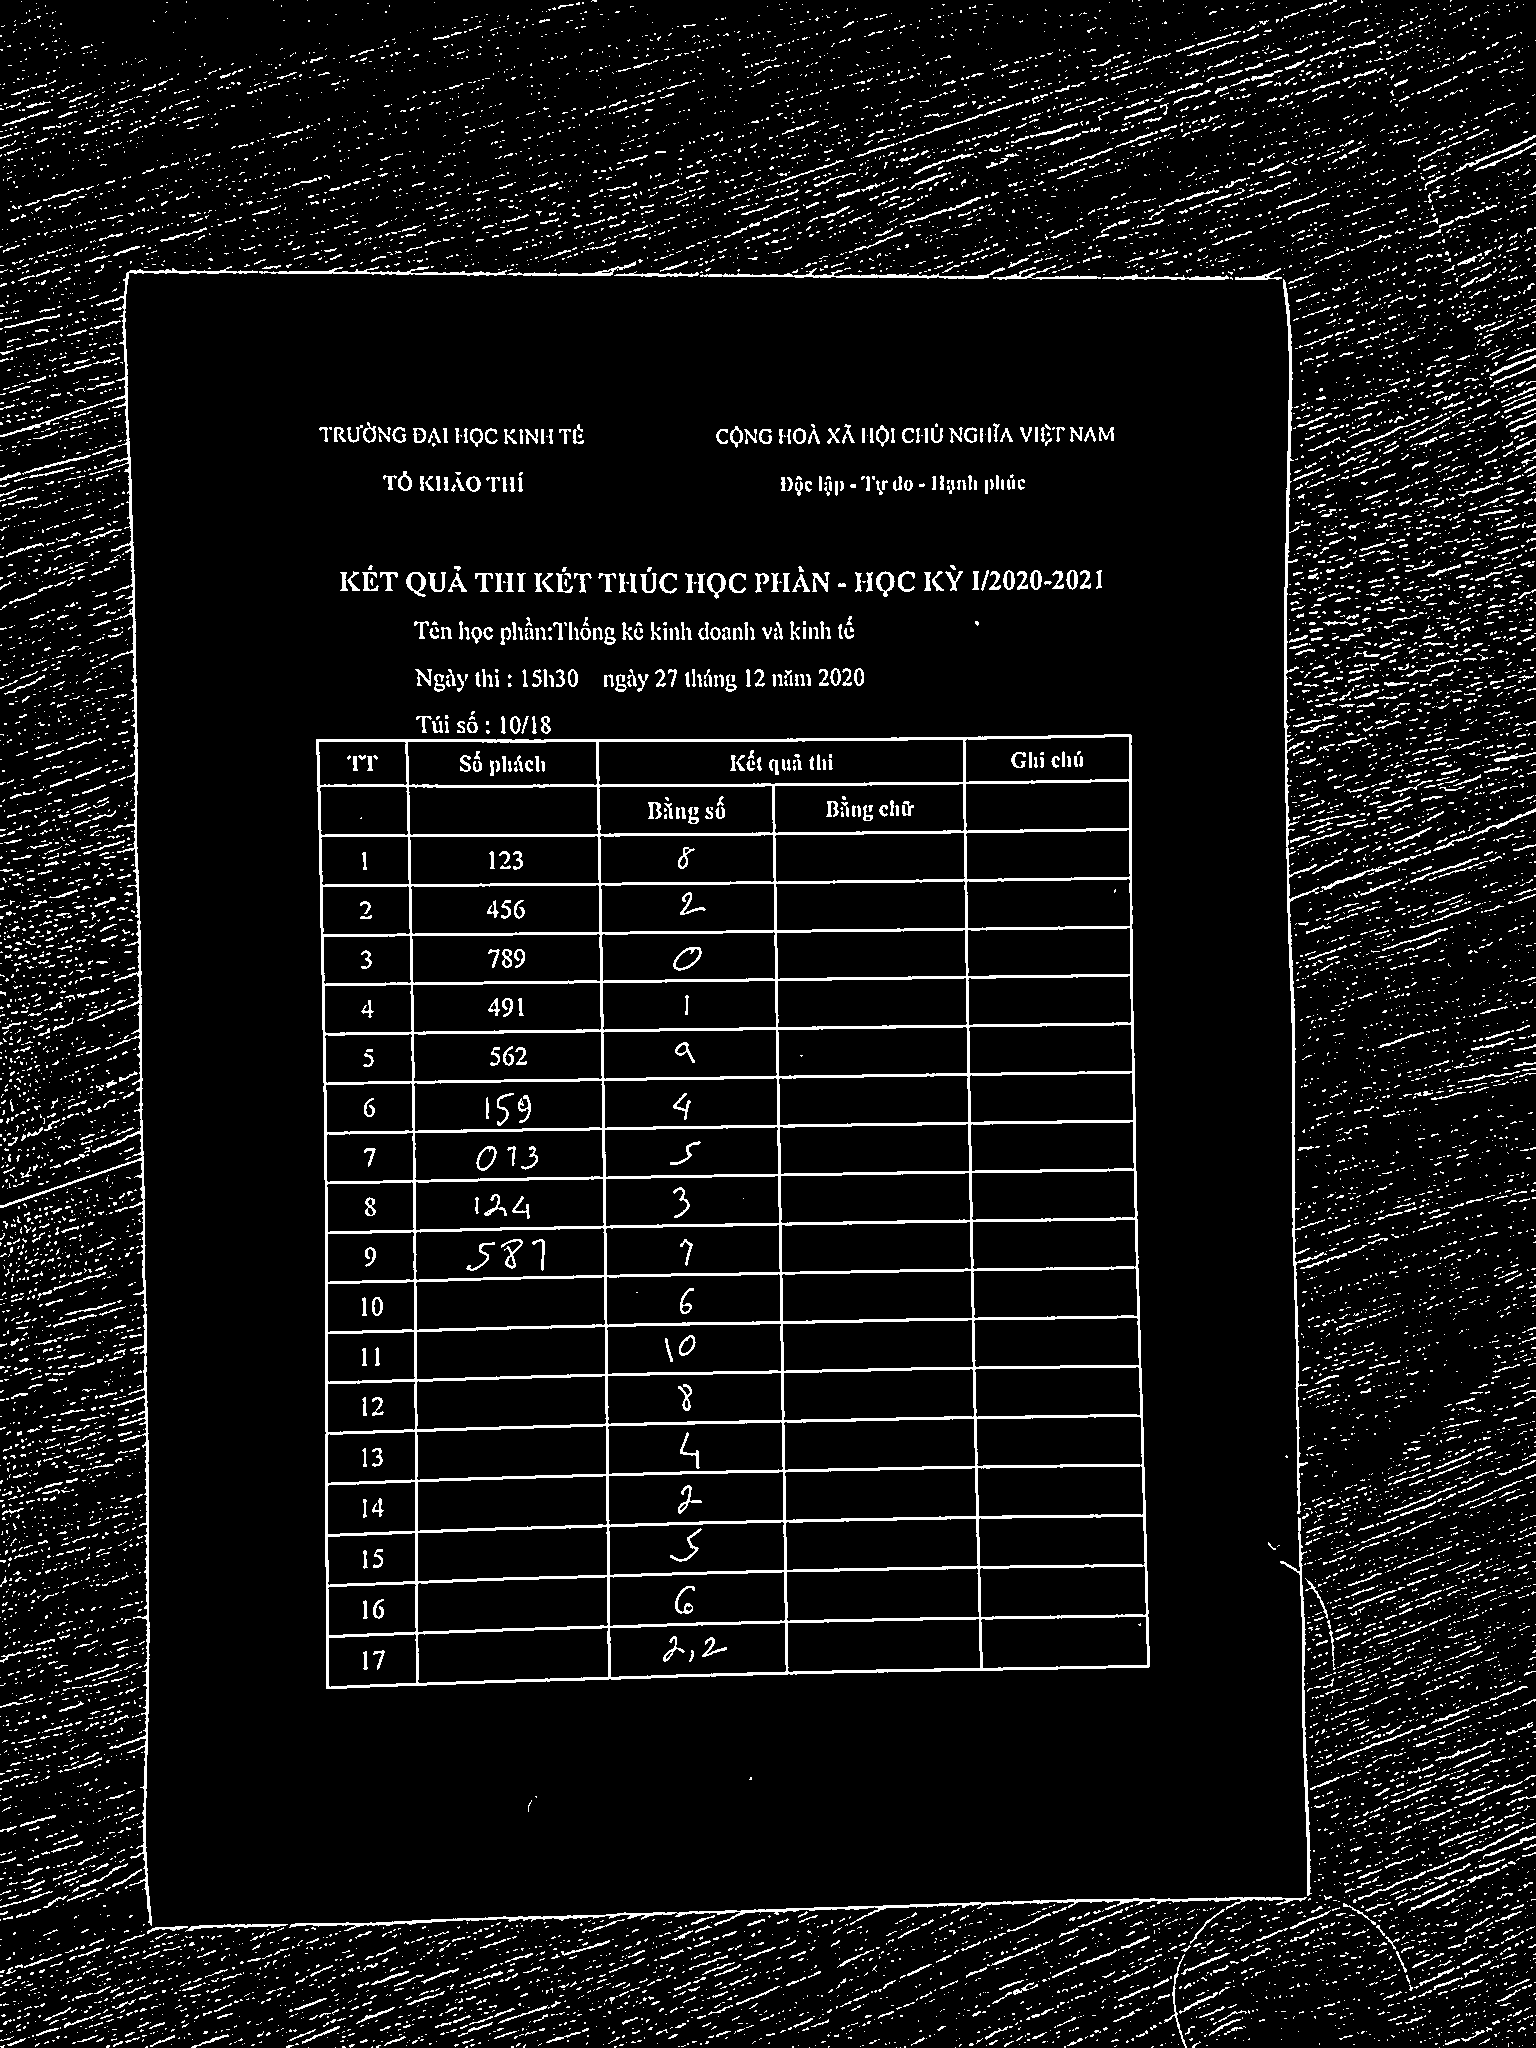 TRƯỜNG ĐẠI HỌC KINH TẾ CỘNG HOÀ XÃ HỘI CHỦ NGHĨA VIỆT NAM
TỔ KHẢO THÍ Độc lập - Tự do - Hạnh phúc
KẾT QUẢ THI KẾT THÚC HỌC PHẦN - HỌC KỲ I/2020-2021
Tên học phần:Thống kê kinh doanh và kinh tế
Ngày thi : 15h30 ngày 27 tháng 12 năm 2020
Túi số : 10/18
TT Số phách Kết quả thi Ghi chú
Bằng số Bằng chữ
1 123 8
2 456 2
3 789 0
4 491 1
5 562 9
6 159 4
7 073 5
8 124 3
9 587 7
10 6
11 10
12 8
13 4
14 2
15 5
16 6
17 2,2